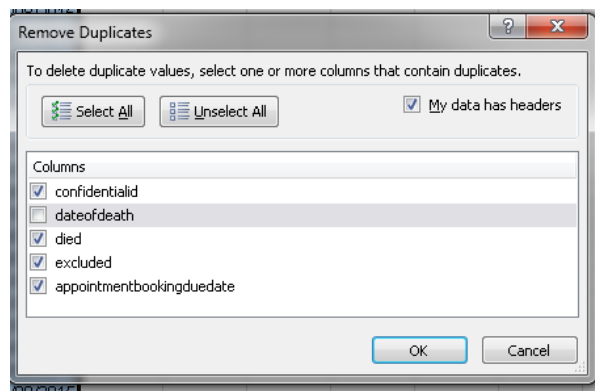 Remove Duplicates
To delete duplicate values, select one or more columns that contain duplicates.
Select All Unselect All My data has headers
Columns
confidentialid
dateofdeath
died
excluded
appointmentbookingduedate
OK Cancel